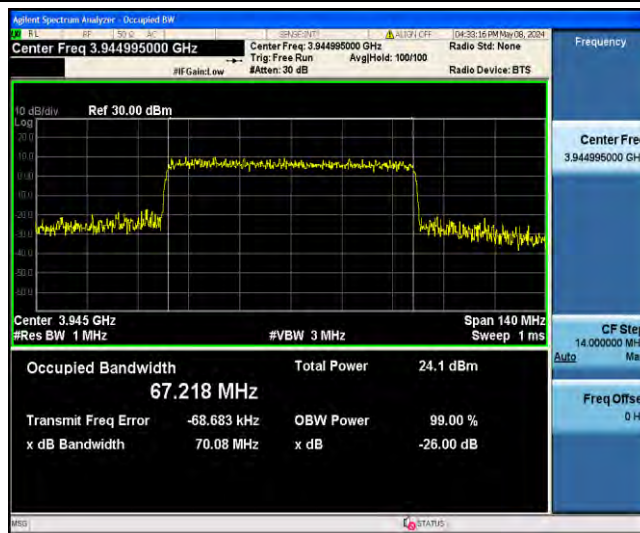 Agilent Spectrum Analyzer - Occupied BW
RL RF 50 Ω AC SENSE:INT ALIGN OFF 04:33:16 PM May 08, 2024
Center Freq 3.944995000 GHz Center Freq: 3.944995000 GHz Radio Std: None Frequency
Trig: Free Run Avg|Hold: 100/100
#IFGain:Low #Atten: 30 dB Radio Device: BTS
10 dB/div Ref 30.00 dBm
Log
20.0
10.0
0.00
-10.0
-20.0
-30.0
-40.0
-50.0
-60.0
Center Fre
3.944995000 GH
Center 3.945 GHz Span 140 MHz
#Res BW 1 MHz #VBW 3 MHz Sweep 1 ms
CF Ste
14.000000 MH
Auto Ma
Occupied Bandwidth Total Power 24.1 dBm
67.218 MHz
Transmit Freq Error -68.683 kHz OBW Power 99.00 %
x dB Bandwidth 70.08 MHz x dB -26.00 dB
Freq Offse
0 H
MSG STATUS